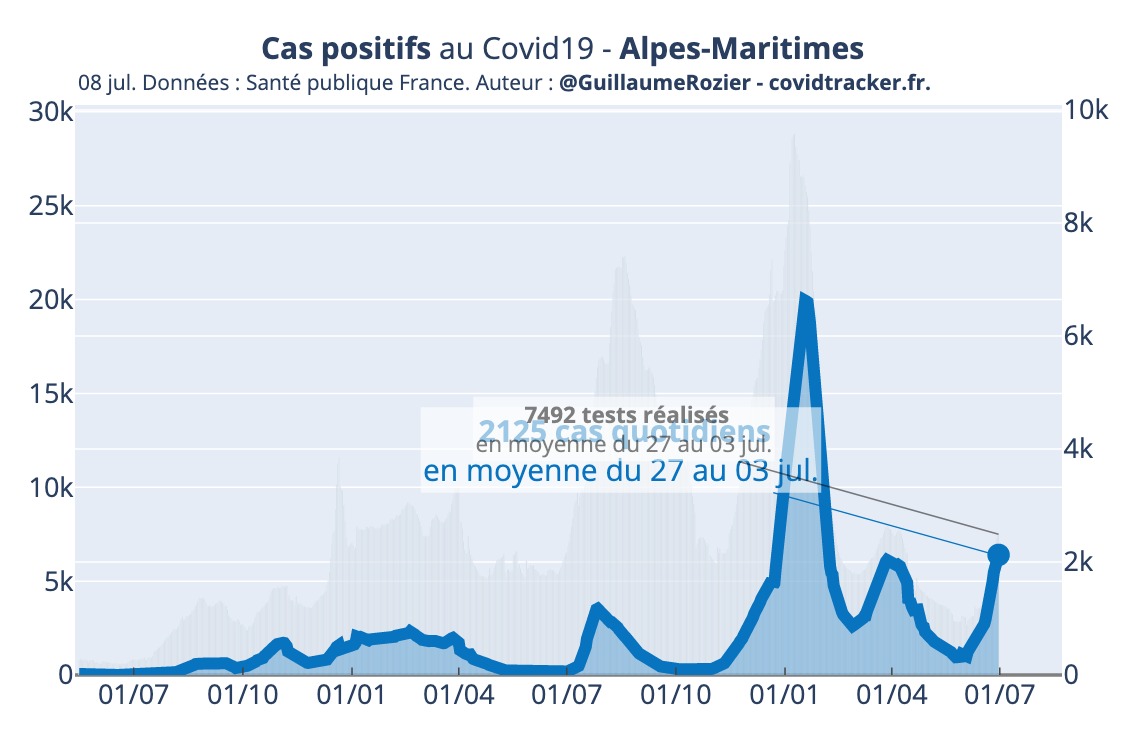 Cas positifs au Covid19 - Alpes-Maritimes
08 jul. Données : Santé publique France. Auteur : @GuillaumeRozier - covidtracker.fr.
30k
10k
25k
8k
20k
6k
15k
7492 tests réalisés
2125 cas quotidiens
en moyenne du 27 au 03 jul.
4k
en moyenne du 27 au 03 jul.
10k
2k
5k
0
0
01/07 01/10 01/01 01/04 01/07 01/10 01/01 01/04 01/07